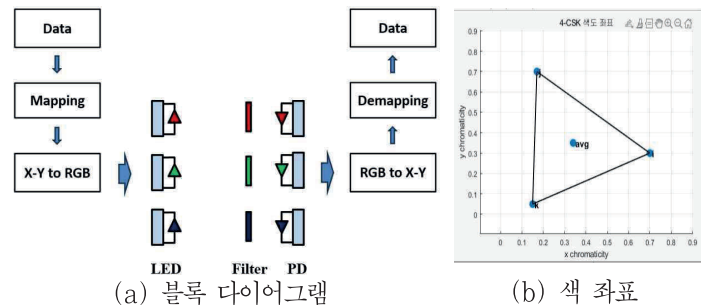 Data
Mapping
X-Y to RGB
LED
Filter
PD
Data
Demapping
RGB to X-Y
(a) 블록 다이어그램
4-CSK 색도 좌표
0.9
0.8
0.7
0.6
0.5
0.4
0.3
0.2
0.1
0
y chromaticity
j
avg
i
k
0 0.1 0.2 0.3 0.4 0.5 0.6 0.7 0.8 0.9
x chromaticity
(b) 색 좌표